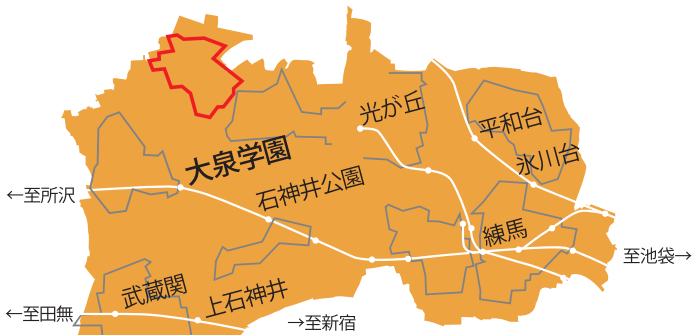 光が丘
平和台
氷川台
大泉学園
石神井公園
←至所沢
練馬
至池袋→
武蔵関
上石神井
←至田無
→至新宿